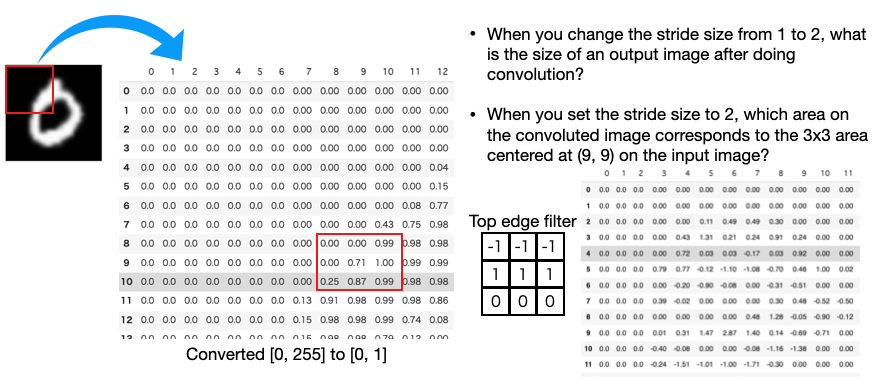 • When you change the stride size from 1 to 2, what
is the size of an output image after doing
convolution?
• When you set the stride size to 2, which area on
the convoluted image corresponds to the 3x3 area
centered at (9, 9) on the input image?
0 1 2 3 4 5 6 7 8 9 10 11 12
0 0.0 0.0 0.0 0.0 0.0 0.0 0.0 0.00 0.00 0.00 0.00 0.00 0.00
1 0.0 0.0 0.0 0.0 0.0 0.0 0.0 0.00 0.00 0.00 0.00 0.00 0.00
2 0.0 0.0 0.0 0.0 0.0 0.0 0.0 0.00 0.00 0.00 0.00 0.00 0.00
3 0.0 0.0 0.0 0.0 0.0 0.0 0.0 0.00 0.00 0.00 0.00 0.00 0.00
4 0.0 0.0 0.0 0.0 0.0 0.0 0.0 0.00 0.00 0.00 0.00 0.00 0.04
5 0.0 0.0 0.0 0.0 0.0 0.0 0.0 0.00 0.00 0.00 0.00 0.00 0.15
6 0.0 0.0 0.0 0.0 0.0 0.0 0.0 0.00 0.00 0.00 0.00 0.08 0.77
7 0.0 0.0 0.0 0.0 0.0 0.0 0.0 0.00 0.00 0.00 0.43 0.75 0.98
8 0.0 0.0 0.0 0.0 0.0 0.0 0.0 0.00 0.00 0.00 0.99 0.98 0.98
9 0.0 0.0 0.0 0.0 0.0 0.0 0.0 0.00 0.00 0.71 1.00 0.99 0.99
10 0.0 0.0 0.0 0.0 0.0 0.0 0.0 0.00 0.25 0.87 0.99 0.98 0.98
11 0.0 0.0 0.0 0.0 0.0 0.0 0.0 0.13 0.91 0.98 0.99 0.98 0.86
12 0.0 0.0 0.0 0.0 0.0 0.0 0.0 0.15 0.98 0.98 0.99 0.74 0.08
13 0.0 0.0 0.0 0.0 0.0 0.0 0.0 0.15 0.98 0.98 0.79 0.13 0.00
Converted [0, 255] to [0, 1]
Top edge filter
-1 -1 -1
1 1 1
0 0 0
0 1 2 3 4 5 6 7 8 9 10 11
0 0.0 0.0 0.0 0.00 0.00 0.00 0.00 0.00 0.00 0.00 0.00 0.00
1 0.0 0.0 0.0 0.00 0.00 0.00 0.00 0.00 0.00 0.00 0.00 0.00
2 0.0 0.0 0.0 0.00 0.00 0.11 0.49 0.49 0.30 0.00 0.00 0.00
3 0.0 0.0 0.0 0.00 0.43 1.31 0.21 0.24 0.91 0.24 0.00 0.00
4 0.0 0.0 0.0 0.00 0.72 0.03 0.03 -0.17 0.03 0.92 0.00 0.00
5 0.0 0.0 0.0 0.79 0.77 -0.12 -1.10 -1.08 -0.70 0.46 1.00 0.02
6 0.0 0.0 0.0 0.00 -0.20 -0.90 -0.08 0.00 -0.31 -0.51 0.00 0.00
7 0.0 0.0 0.0 0.39 -0.02 0.00 0.00 0.00 0.30 0.48 -0.52 -0.50
8 0.0 0.0 0.0 0.00 0.00 0.00 0.00 0.48 1.28 -0.05 -0.90 -0.12
9 0.0 0.0 0.0 0.01 0.31 1.47 2.87 1.40 0.14 -0.69 -0.71 0.00
10 0.0 0.0 0.0 -0.40 -0.08 0.00 0.00 -0.08 -1.16 -1.38 0.00 0.00
11 0.0 0.0 0.0 -0.24 -1.51 -1.01 -1.00 -1.71 -0.30 0.00 0.00 0.00